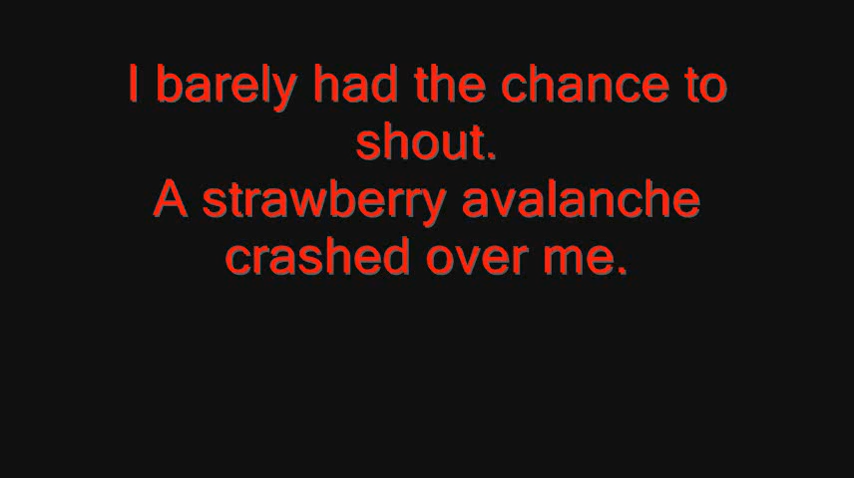 I barely had the chance to
shout.
A strawberry avalanche
crashed over me.